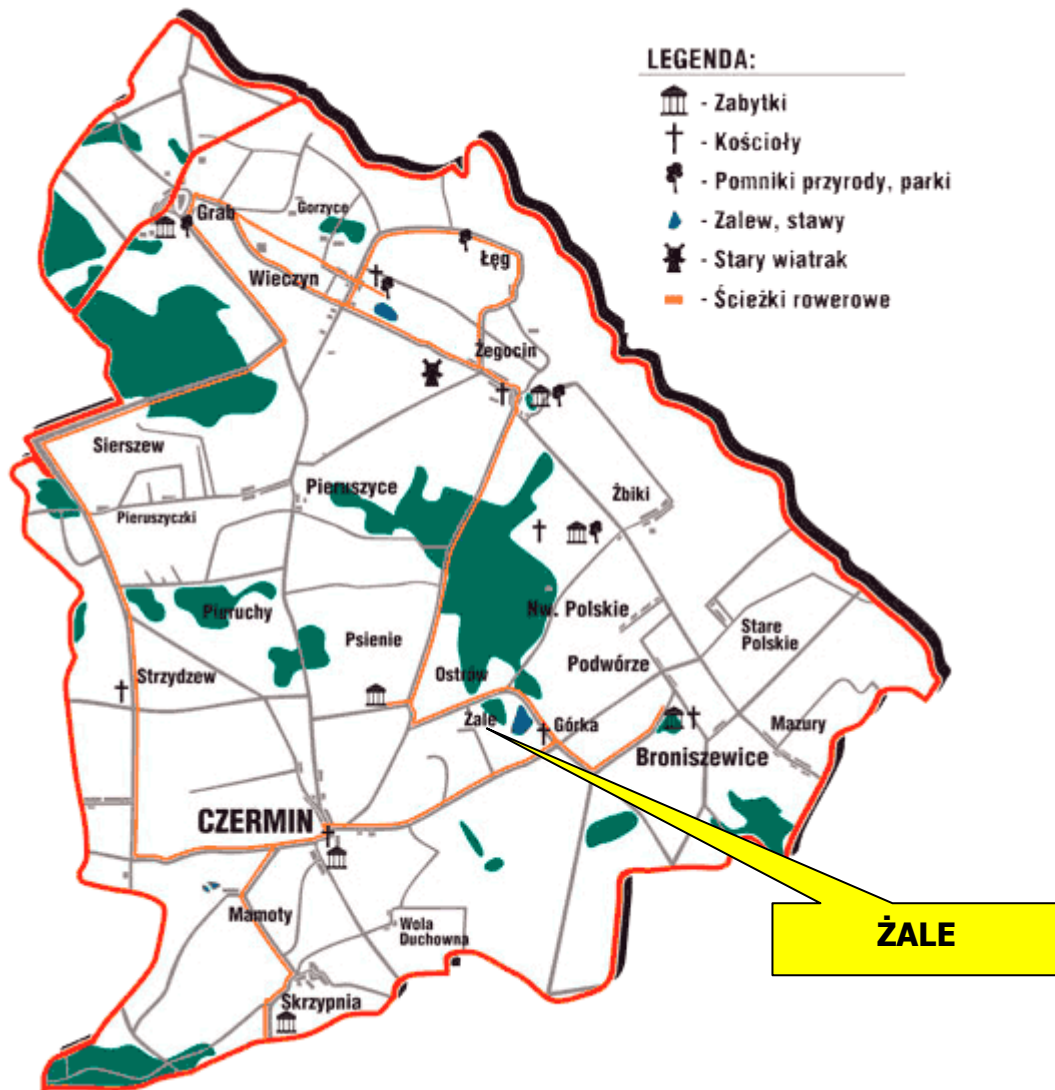 LEGENDA:
- Zabytki
- Kościoły
- Pomniki przyrody, parki
- Zalew, stawy
- Stary wiatrak
- Ścieżki rowerowe
Grab
Gorzyce
Łęg
Wieczyn
Żegocin
Sierszew
Pieruszyce
Żbiki
Pieruszyczki
Pieruchy
Nw. Polskie
Psienie
Stare
Polskie
Podwórze
Strzydzew
Ostrów
Żale
Górka
Mazury
Broniszewice
CZERMIN
Mamoty
Wola
Duchowna
ŻALE
Skrzypnia